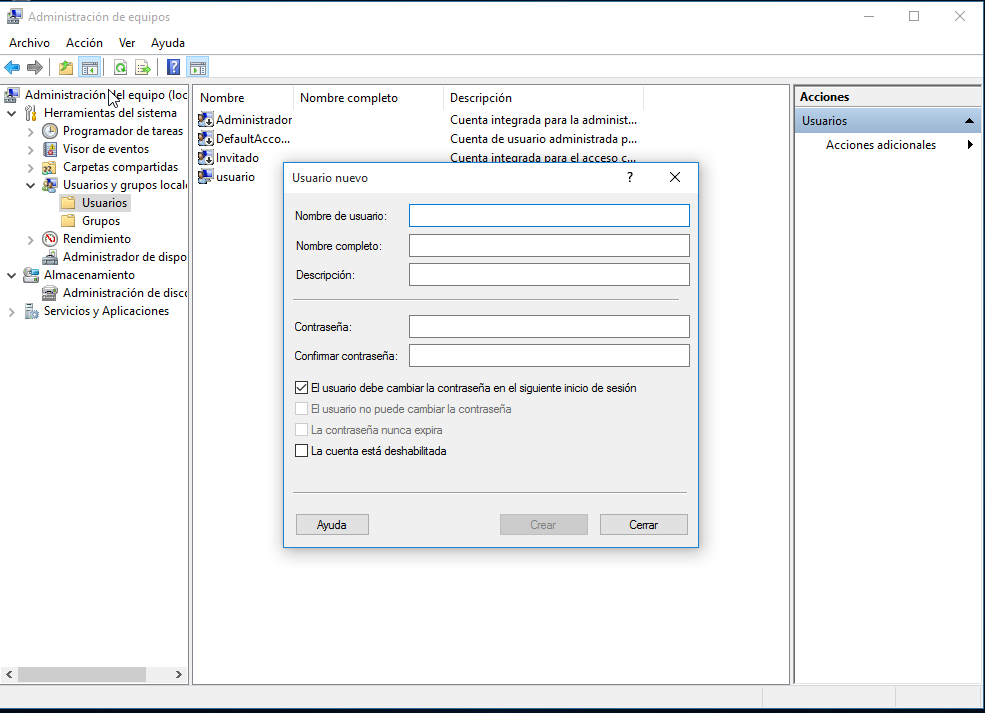 Administración de equipos
Archivo Acción Ver Ayuda
Administración del equipo (loc
Herramientas del sistema
Programador de tareas
Visor de eventos
Carpetas compartidas
Usuarios y grupos locale
Usuarios
Grupos
Rendimiento
Administrador de dispo
Almacenamiento
Administración de disco
Servicios y Aplicaciones
Nombre Nombre completo Descripción
Administrador Cuenta integrada para la administ...
DefaultAcco... Cuenta de usuario administrada p...
Invitado Cuenta integrada para el acceso c...
usuario
Usuario nuevo ?
Nombre de usuario:
Nombre completo:
Descripción:
Contraseña:
Confirmar contraseña:
El usuario debe cambiar la contraseña en el siguiente inicio de sesión
El usuario no puede cambiar la contraseña
La contraseña nunca expira
La cuenta está deshabilitada
Ayuda Crear Cerrar
Acciones
Usuarios
Acciones adicionales